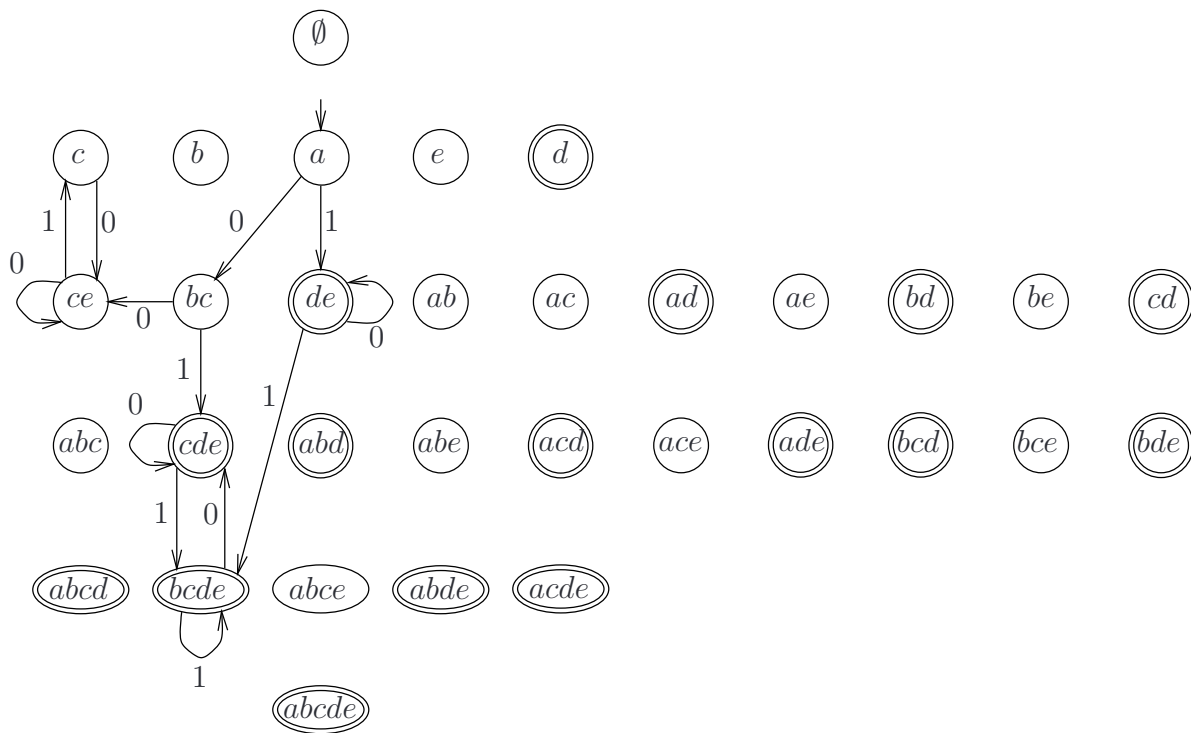 ∅
c b a e d
1 0 0 1
0
ce bc de ab ac ad ae bd be cd
0 0
1 1
0
abc cde abd abe acd ace ade bcd bce bde
1 0
abcd bcde abce abde acde
1
abcde